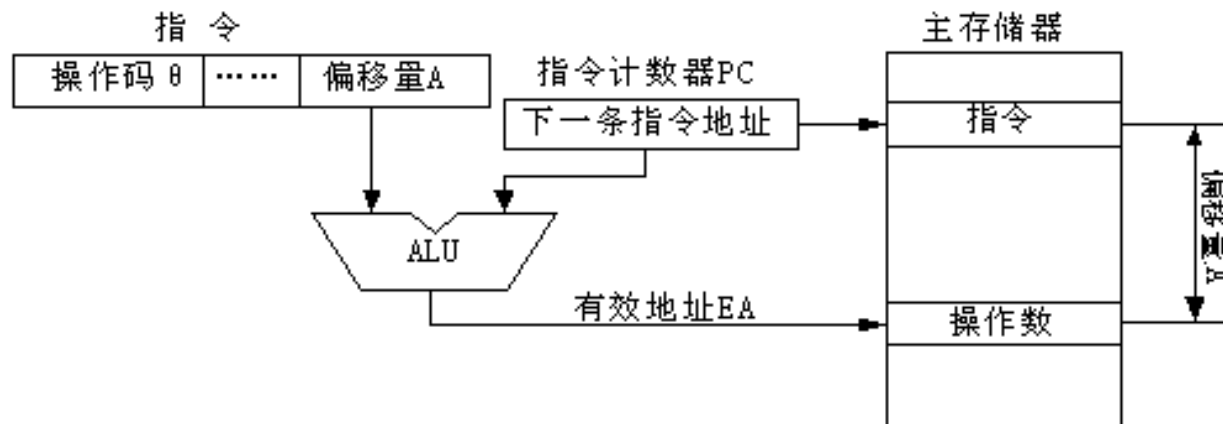 指 令
主存储器
操作码 θ
……
偏移量A
指令计数器PC
下一条指令地址
指令
偏移量A
ALU
有效地址EA
操作数